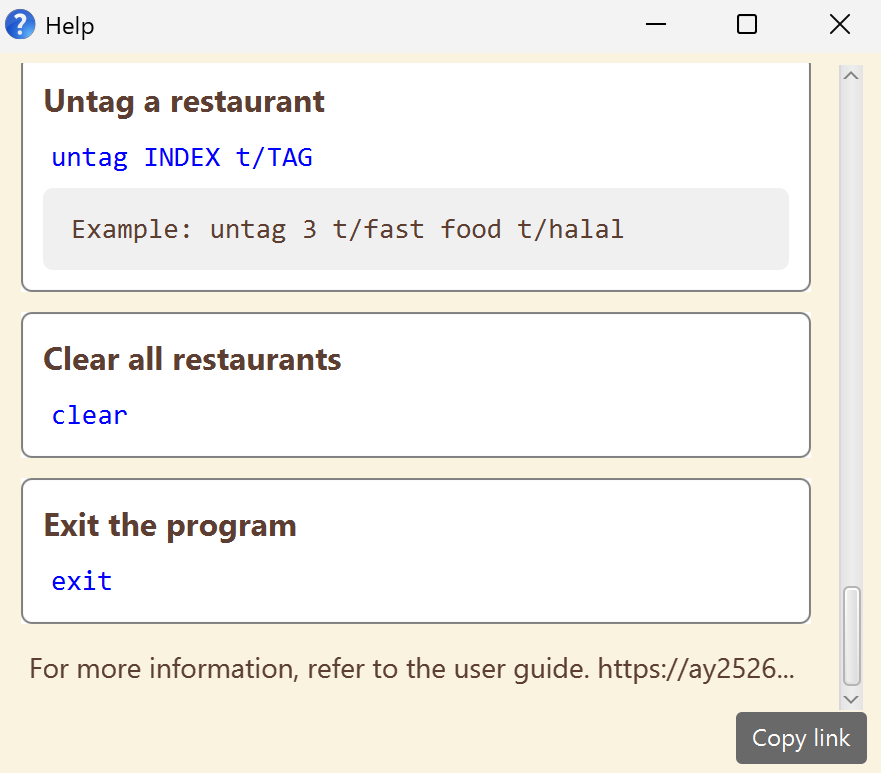 Help
Untag a restaurant
untag INDEX t/TAG
Example: untag 3 t/fast food t/halal
Clear all restaurants
clear
Exit the program
exit
For more information, refer to the user guide. https://ay2526...
Copy link